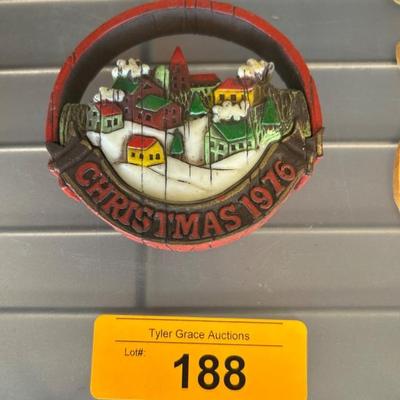 CHRISTMAS 1976
Tyler Grace Auctions
Lot#:
188